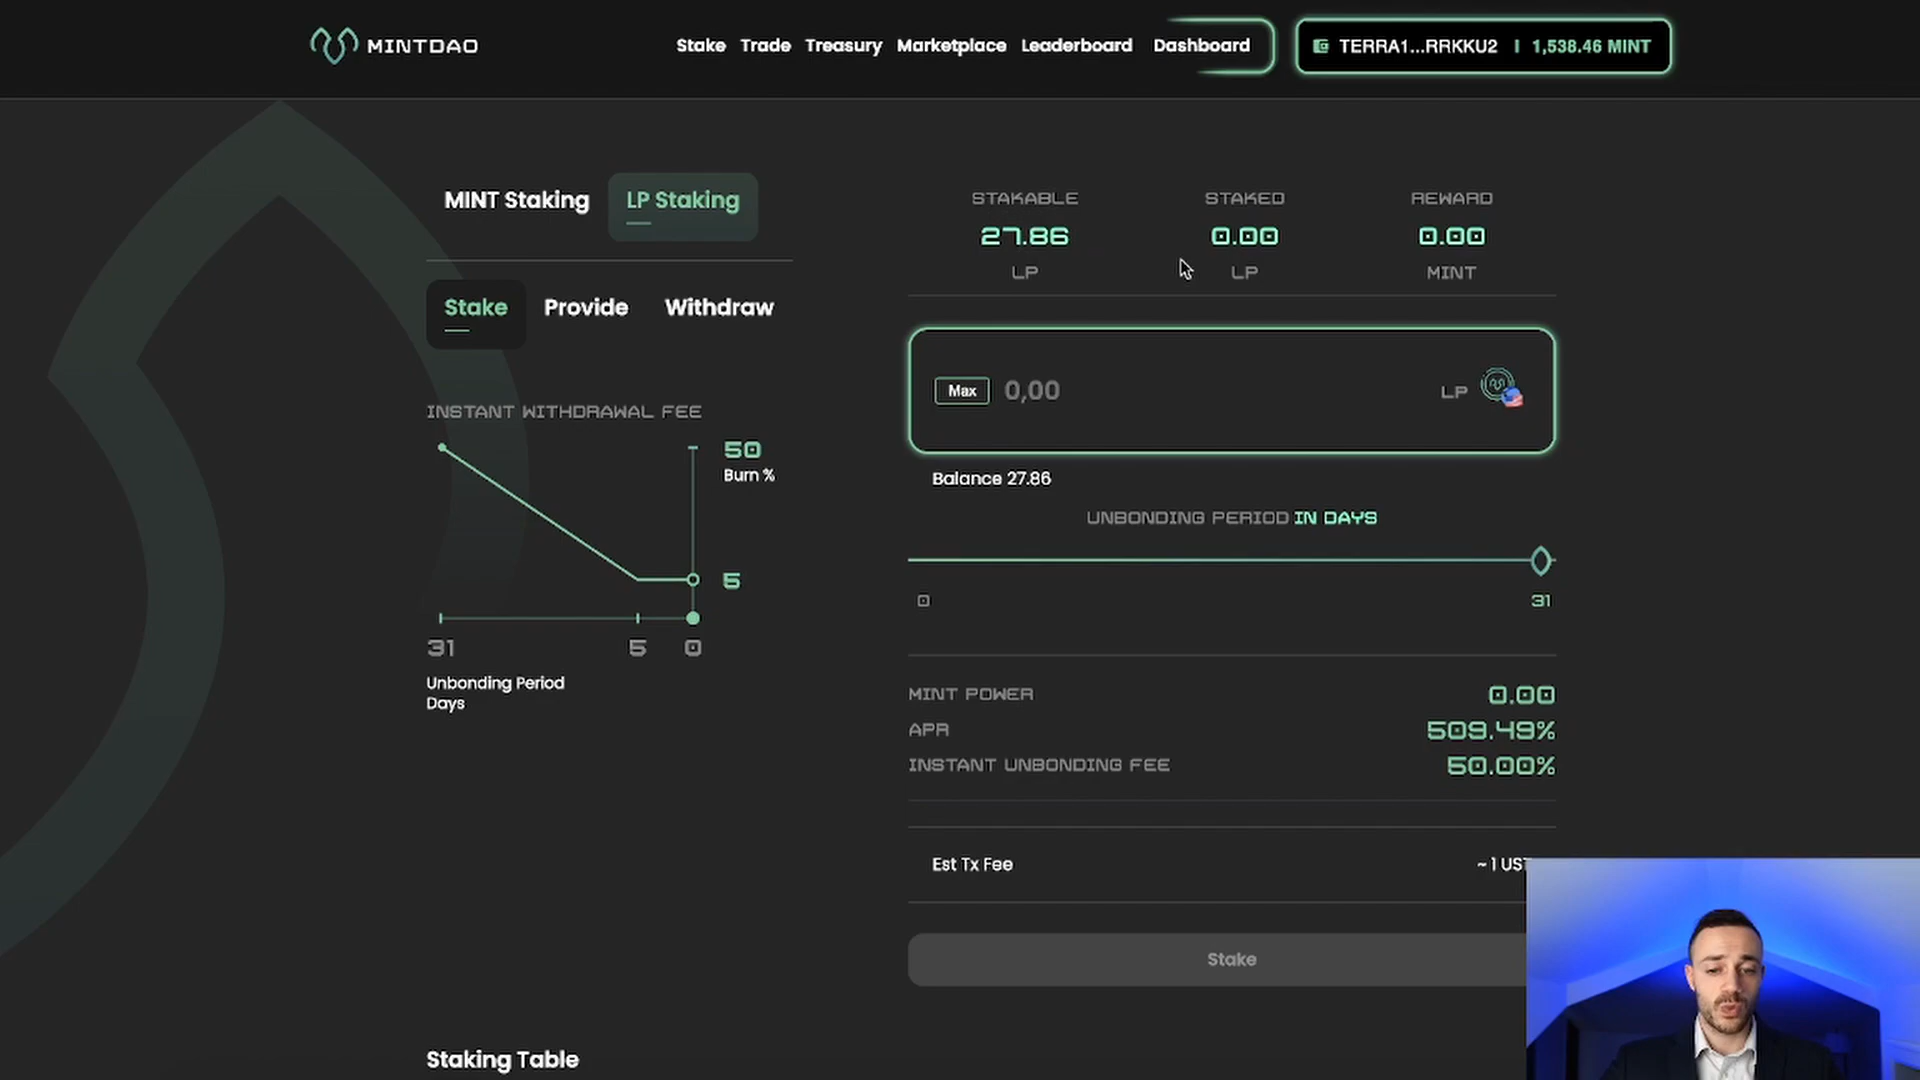 MINTDAO
Stake Trade Treasury Marketplace Leaderboard Dashboard
TERRA1...RRKKU2 | 1,538.46 MINT
MINT Staking LP Staking
STAKABLE STAKED REWARD
27.86 0.00 0.00
LP LP MINT
Stake Provide Withdraw
Max 0,00 LP
INSTANT WITHDRAWAL FEE
50
Burn %
5
31 5 0
Unbonding Period
Days
Balance 27.86
UNBONDING PERIOD IN DAYS
0 31
MINT POWER 0.00
APR 509.49%
INSTANT UNBONDING FEE 50.00%
Est Tx Fee ~ 1 UST
Stake
Staking Table